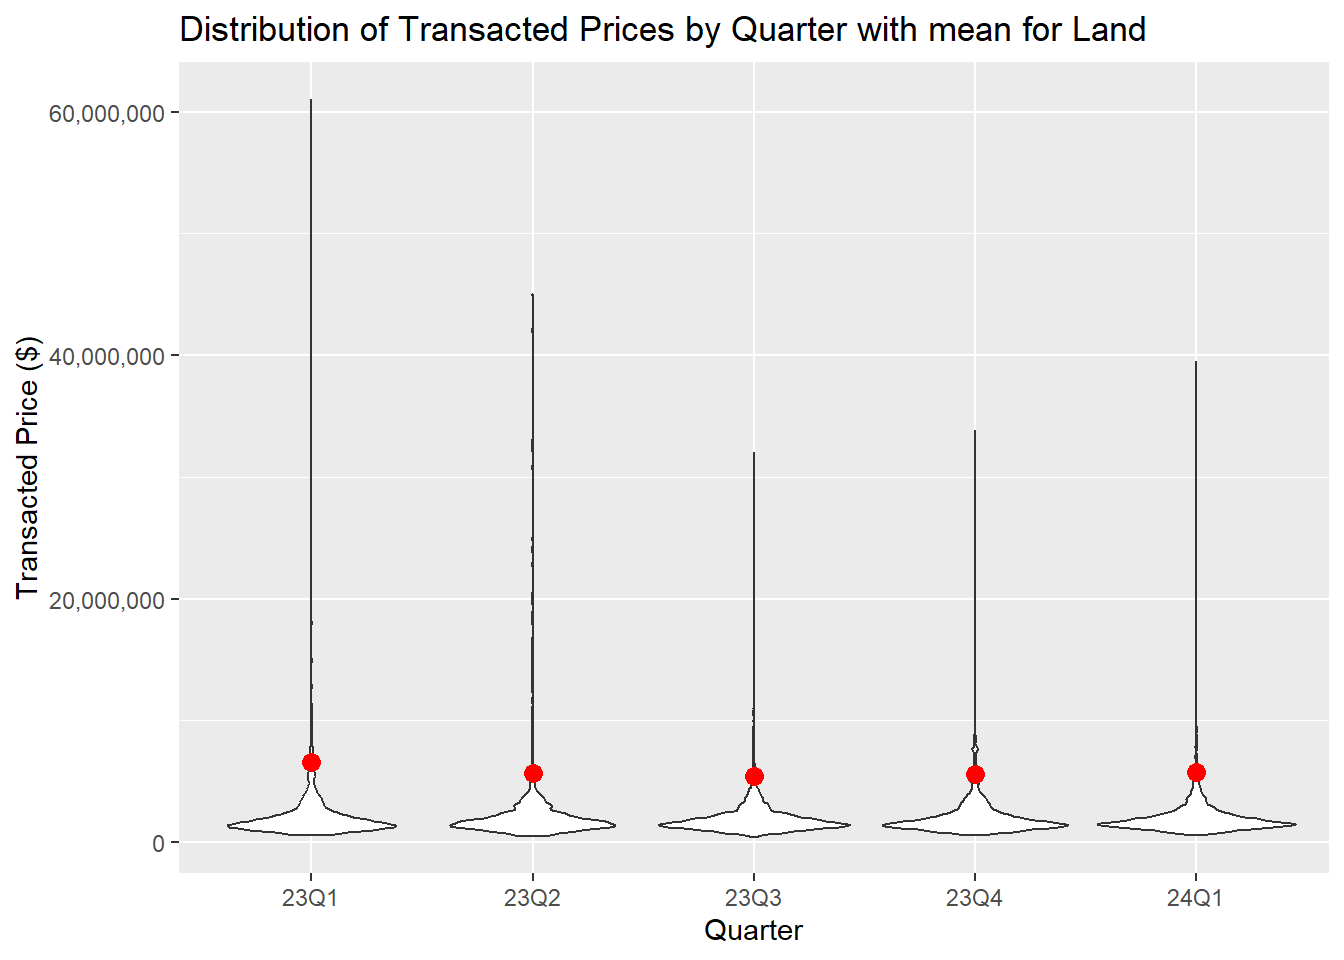 Distribution of Transacted Prices by Quarter with mean for Land
Transacted Price ($)
60,000,000
40,000,000
20,000,000
0
23Q1 23Q2 23Q3 23Q4 24Q1
Quarter